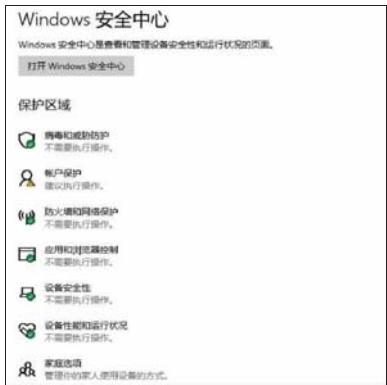 Windows 安全中心
Windows 安全中心是查看和管理设备安全性和运行状况的页面。
打开 Windows 安全中心
保护区域
病毒和威胁防护
不需要执行操作。
帐户保护
建议执行操作。
防火墙和网络保护
不需要执行操作。
应用和浏览器控制
不需要执行操作。
设备安全性
不需要执行操作。
设备性能和运行状况
不需要执行操作。
家庭选项
管理你的家人使用设备的方式。